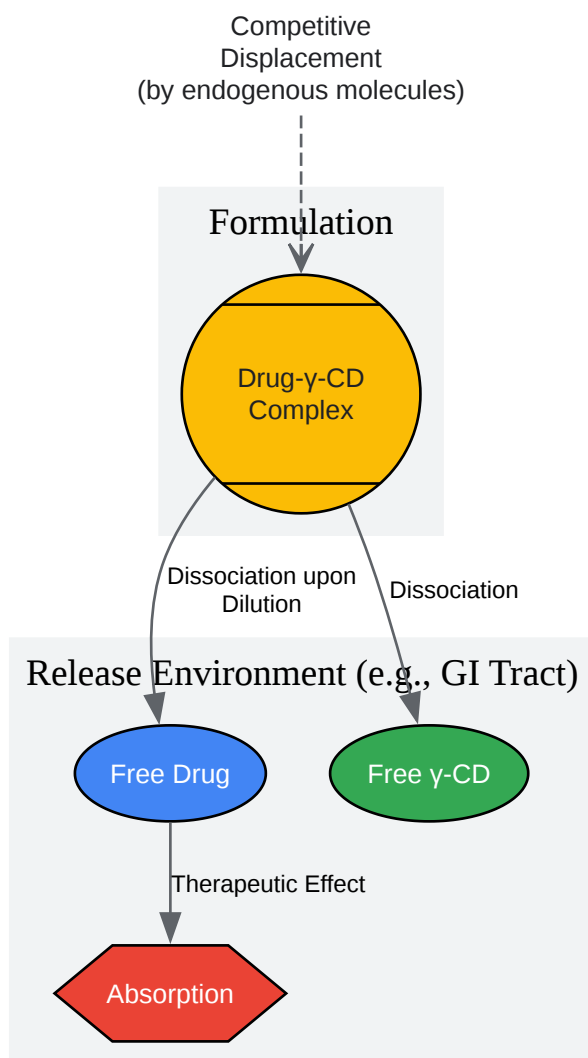 Competitive
Displacement
(by endogenous molecules)
Formulation
Drug-γ-CD
Complex
Dissociation upon
Dilution
Dissociation
Release Environment (e.g., GI Tract)
Free Drug
Free γ-CD
Therapeutic Effect
Absorption